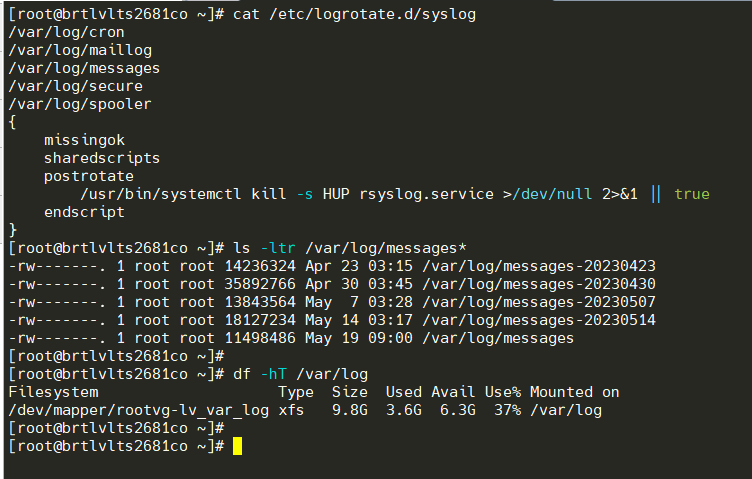 [root@brtlvlts2681co ~]# cat /etc/logrotate.d/syslog
/var/log/cron
/var/log/maillog
/var/log/messages
/var/log/secure
/var/log/spooler
{
    missingok
    sharedscripts
    postrotate
        /usr/bin/systemctl kill -s HUP rsyslog.service >/dev/null 2>&1 || true
    endscript
}
[root@brtlvlts2681co ~]# ls -ltr /var/log/messages*
-rw-------. 1 root root 14236324 Apr 23 03:15 /var/log/messages-20230423
-rw-------. 1 root root 35892766 Apr 30 03:45 /var/log/messages-20230430
-rw-------. 1 root root 13843564 May  7 03:28 /var/log/messages-20230507
-rw-------. 1 root root 18127234 May 14 03:17 /var/log/messages-20230514
-rw-------. 1 root root 11498486 May 19 09:00 /var/log/messages
[root@brtlvlts2681co ~]#
[root@brtlvlts2681co ~]# df -hT /var/log
Filesystem                    Type  Size  Used Avail Use% Mounted on
/dev/mapper/rootvg-lv_var_log xfs   9.8G  3.6G  6.3G  37% /var/log
[root@brtlvlts2681co ~]#
[root@brtlvlts2681co ~]#